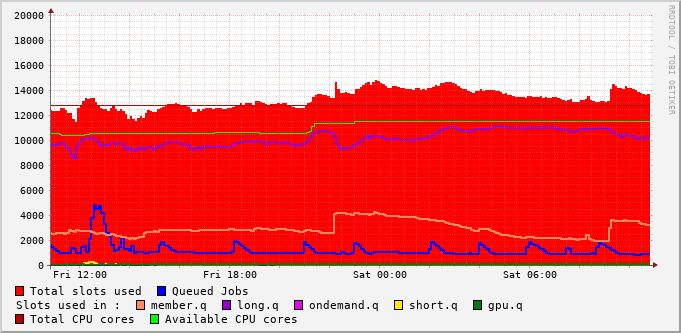 20000
18000
16000
14000
12000
10000
8000
6000
4000
2000
0
Fri 12:00 Fri 18:00 Sat 00:00 Sat 06:00
RRDTOOL / TOBI OETIKER
Total slots used Queued Jobs
Slots used in : member.q long.q ondemand.q short.q gpu.q
Total CPU cores Available CPU cores